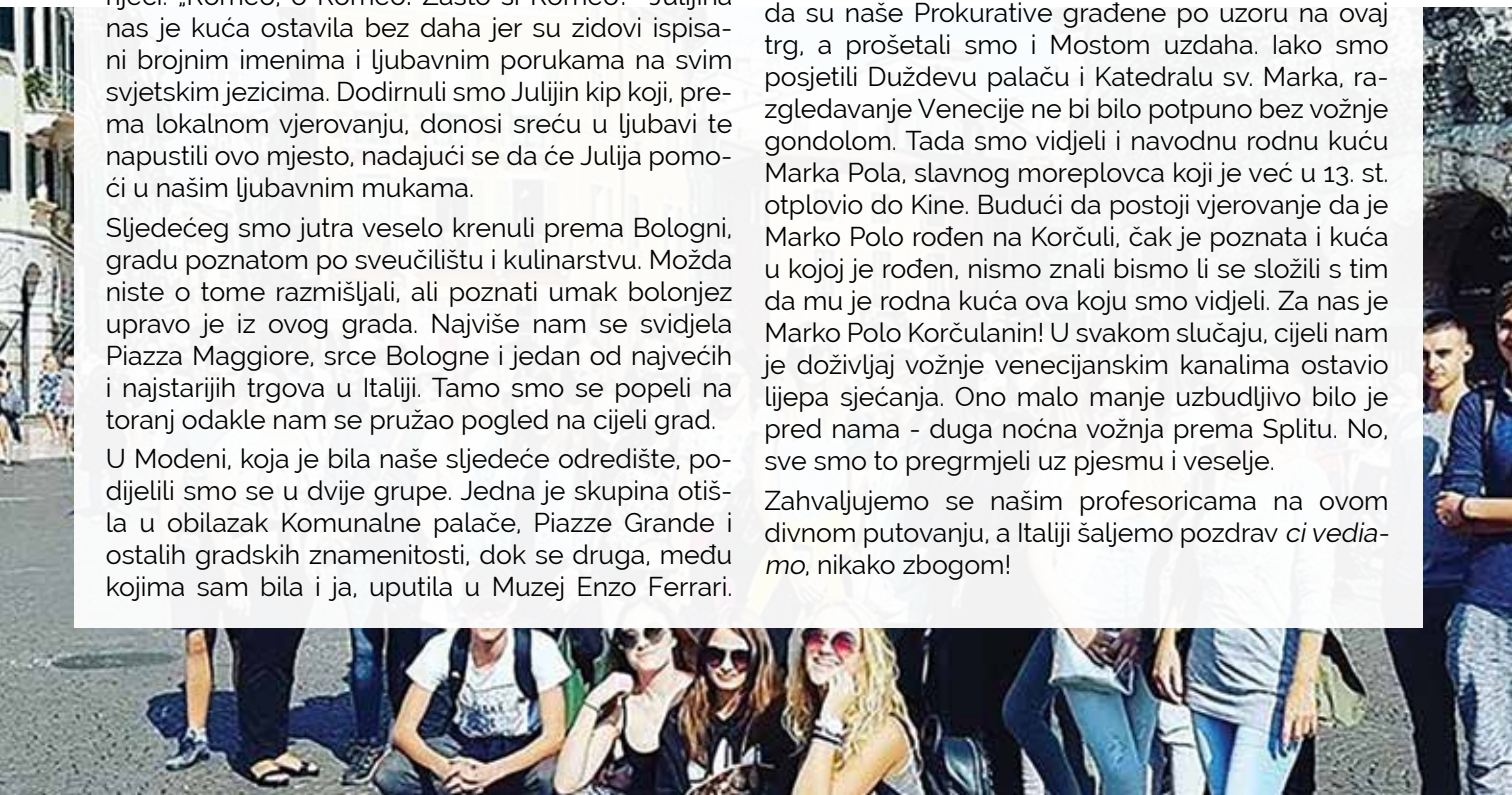 nas je kuća ostavila bez daha jer su zidovi ispisa-
ni brojnim imenima i ljubavnim porukama na svim
svjetskim jezicima. Dodirnuli smo Julijin kip koji, pre-
ma lokalnom vjerovanju, donosi sreću u ljubavi te
napustili ovo mjesto, nadajući se da će Julija pomo-
ći u našim ljubavnim mukama.
Sljedećeg smo jutra veselo krenuli prema Bologni,
gradu poznatom po sveučilištu i kulinarstvu. Možda
niste o tome razmišljali, ali poznati umak bolonjez
upravo je iz ovog grada. Najviše nam se svidjela
Piazza Maggiore, srce Bologne i jedan od najvećih
i najstarijih trgova u Italiji. Tamo smo se popeli na
toranj odakle nam se pružao pogled na cijeli grad.
U Modeni, koja je bila naše sljedeće odredište, po-
dijelili smo se u dvije grupe. Jedna je skupina otiš-
la u obilazak Komunalne palače, Piazze Grande i
ostalih gradskih znamenitosti, dok se druga, među
kojima sam bila i ja, uputila u Muzej Enzo Ferrari.
da su naše Prokurative građene po uzoru na ovaj
trg, a prošetali smo i Mostom uzdaha. Iako smo
posjetili Duždevu palaču i Katedralu sv. Marka, ra-
zgledavanje Venecije ne bi bilo potpuno bez vožnje
gondolom. Tada smo vidjeli i navodnu rodnu kuću
Marka Pola, slavnog moreplovca koji je već u 13. st.
otplovio do Kine. Budući da postoji vjerovanje da je
Marko Polo rođen na Korčuli, čak je poznata i kuća
u kojoj je rođen, nismo znali bismo li se složili s tim
da mu je rodna kuća ova koju smo vidjeli. Za nas je
Marko Polo Korčulanin! U svakom slučaju, cijeli nam
je doživljaj vožnje venecijanskim kanalima ostavio
lijepa sjećanja. Ono malo manje uzbudljivo bilo je
pred nama - duga noćna vožnja prema Splitu. No,
sve smo to pregrmjeli uz pjesmu i veselje.
Zahvaljujemo se našim profesoricama na ovom
divnom putovanju, a Italiji šaljemo pozdrav ci vedia-
mo, nikako zbogom!